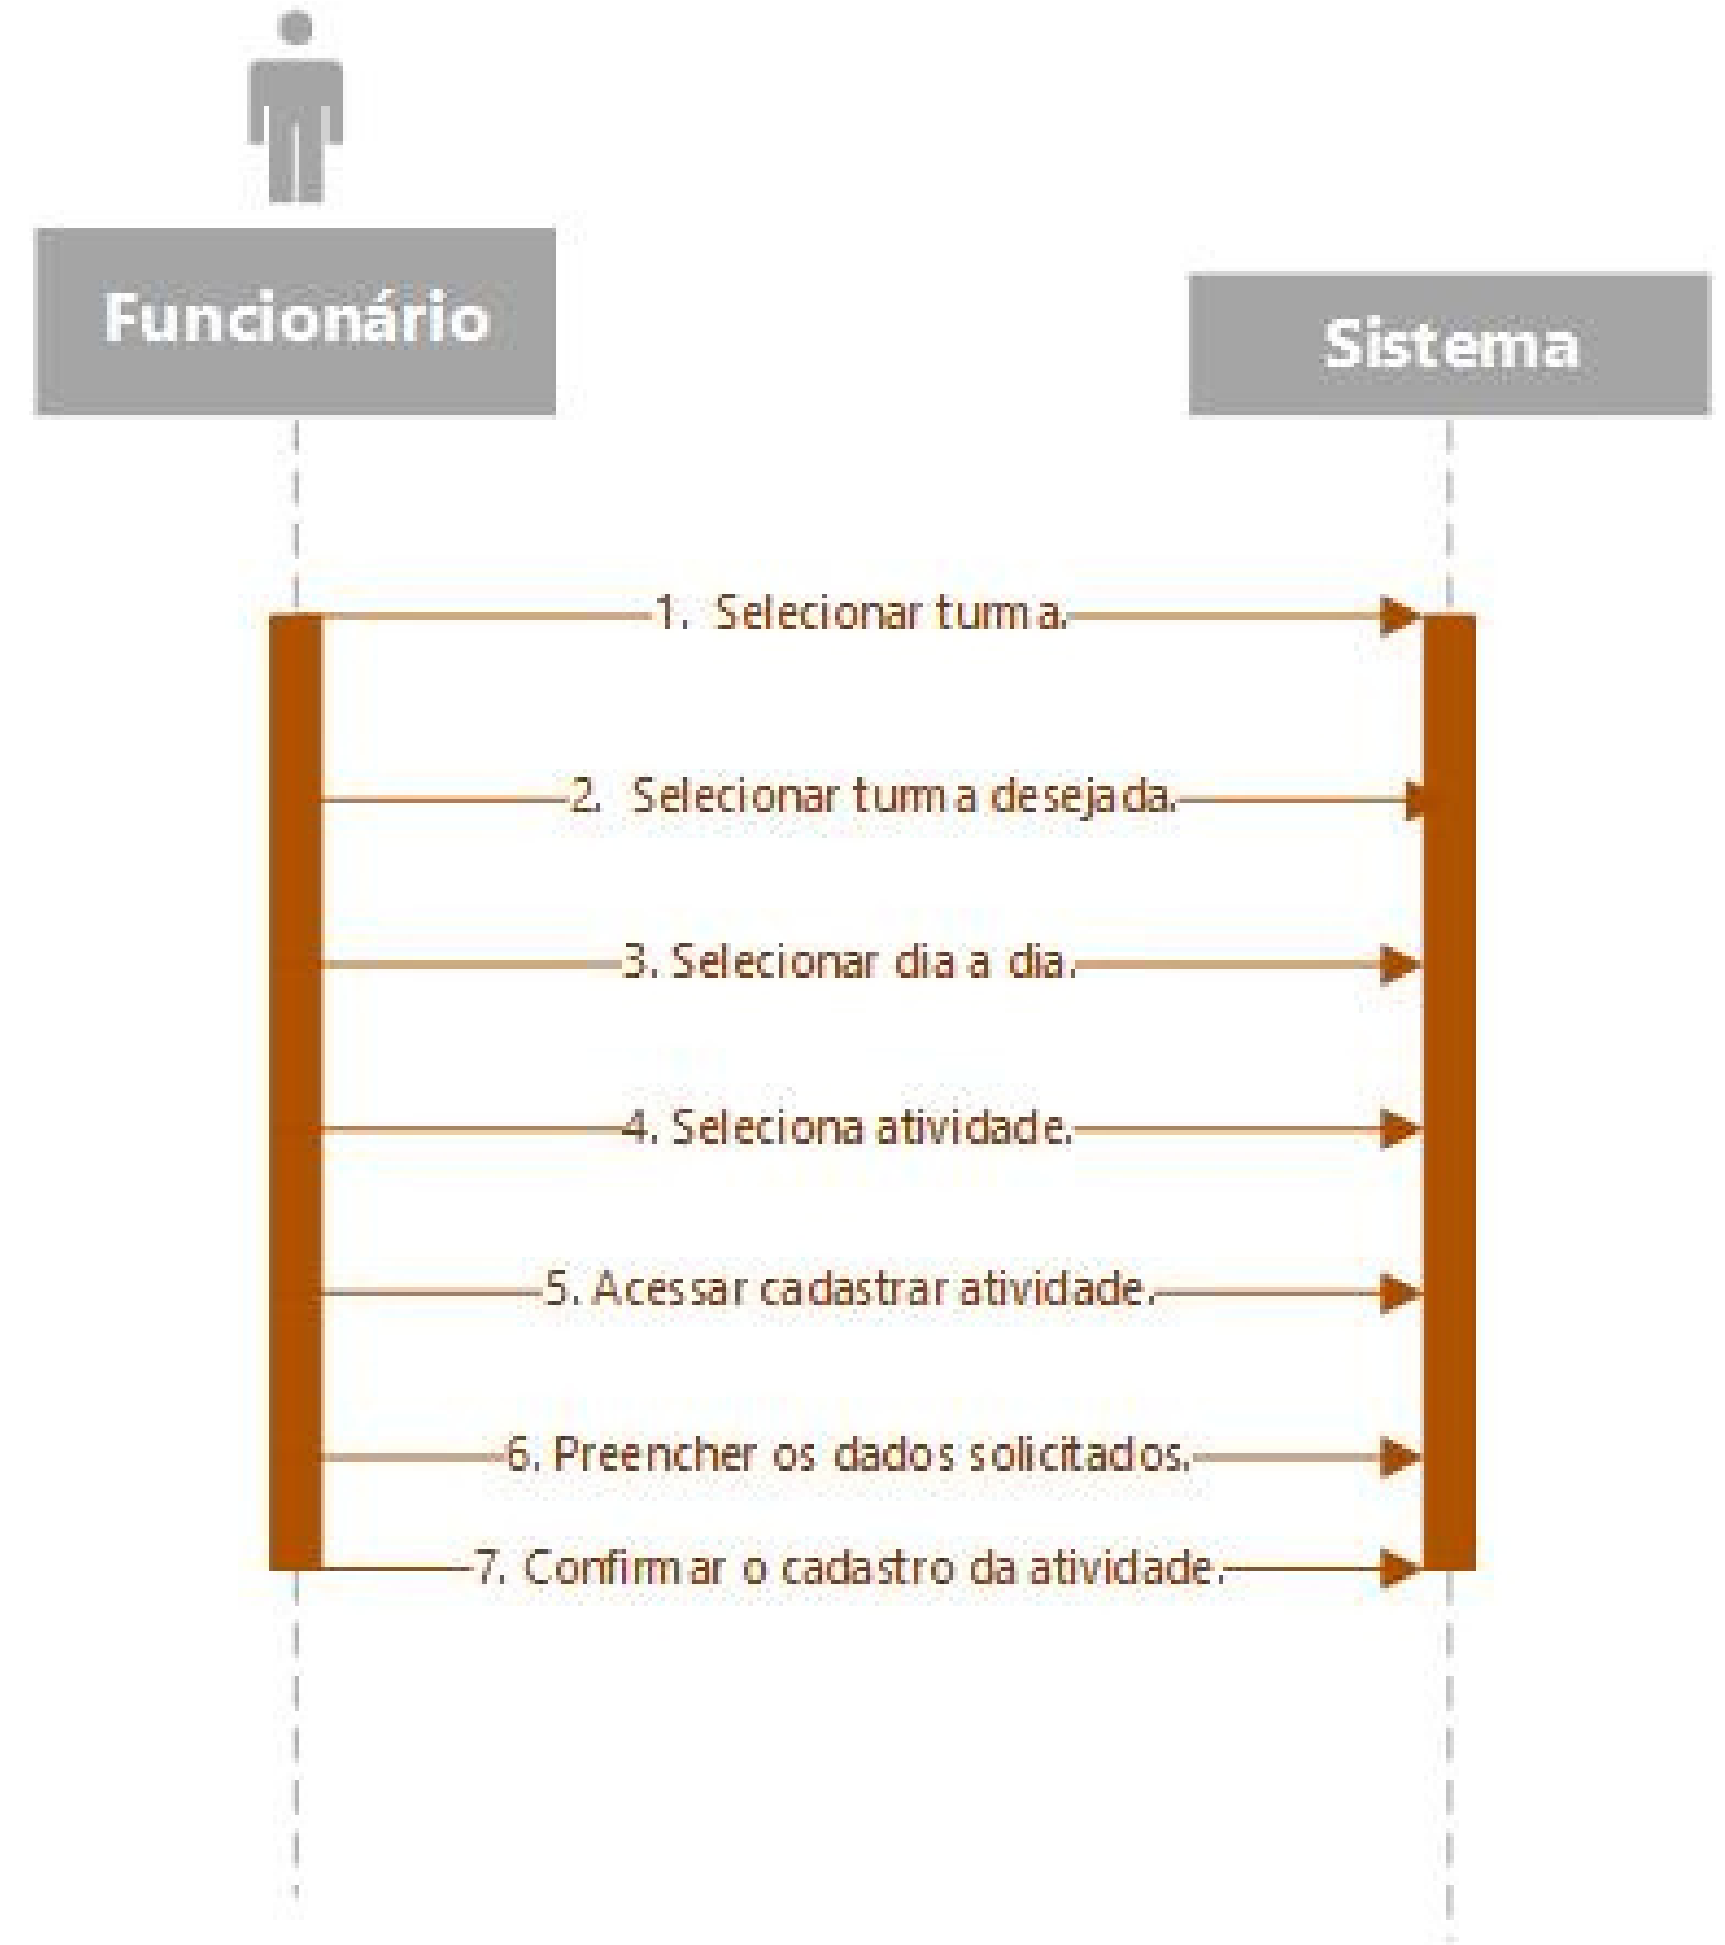 Funcionário
Sistema
1. Selecionar turma.
2. Selecionar turma desejada.
3. Selecionar dia a dia.
4. Seleciona atividade.
5. Acessar cadastrar atividade.
6. Preencher os dados solicitados.
7. Confirmar o cadastro da atividade.